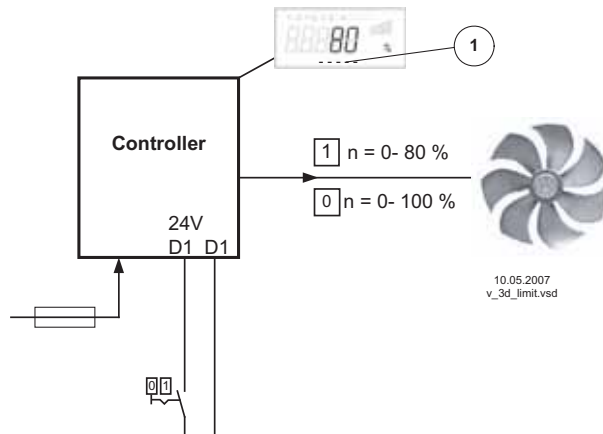 80
%
1
Controller
1 n = 0- 80 %
0 n = 0- 100 %
24V
D1 D1
10.05.2007
v_3d_limit.vsd
0 1